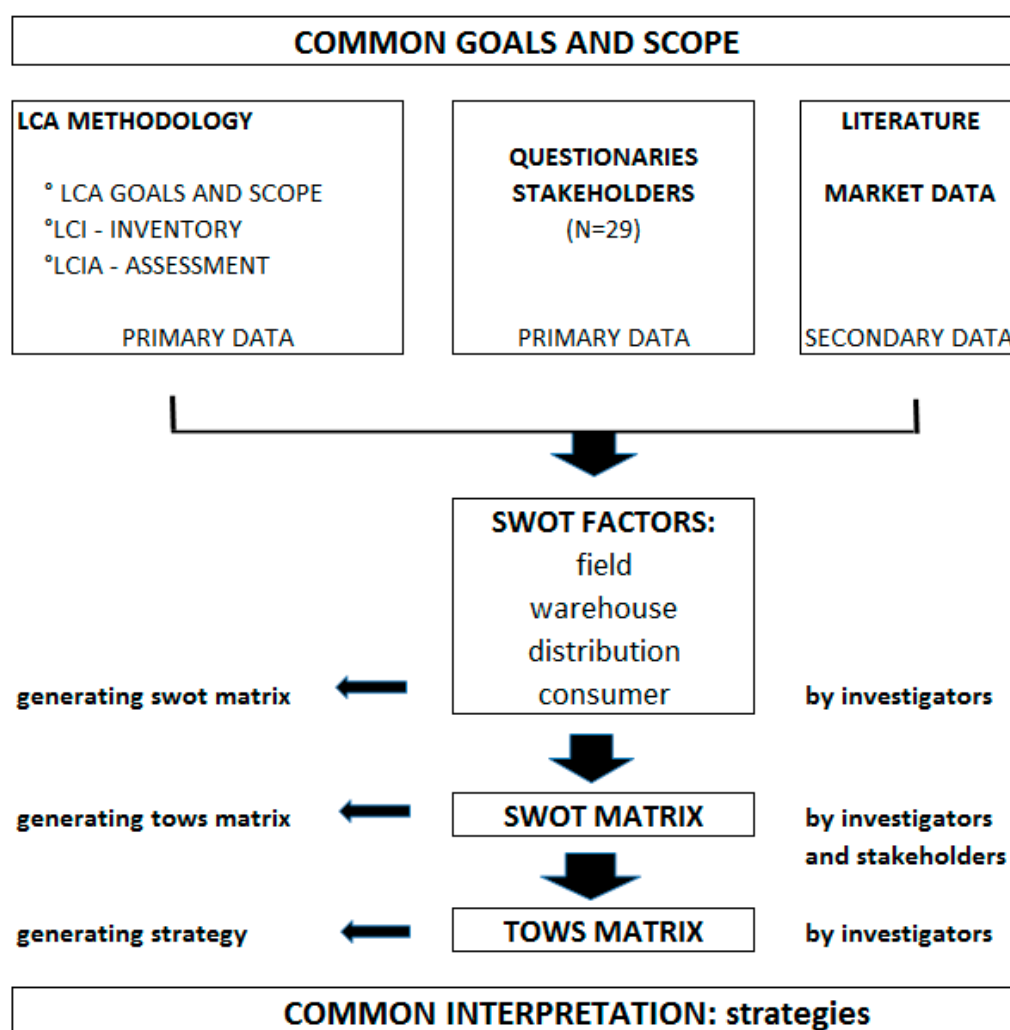 COMMON GOALS AND SCOPE
LCA METHODOLOGY
° LCA GOALS AND SCOPE
°LCI - INVENTORY
°LCIA - ASSESSMENT
PRIMARY DATA
QUESTIONARIES
STAKEHOLDERS
(N=29)
PRIMARY DATA
LITERATURE
MARKET DATA
SECONDARY DATA
SWOT FACTORS:
field
warehouse
distribution
consumer
generating swot matrix
by investigators
generating tows matrix
SWOT MATRIX
by investigators
and stakeholders
generating strategy
TOWS MATRIX
by investigators
COMMON INTERPRETATION: strategies